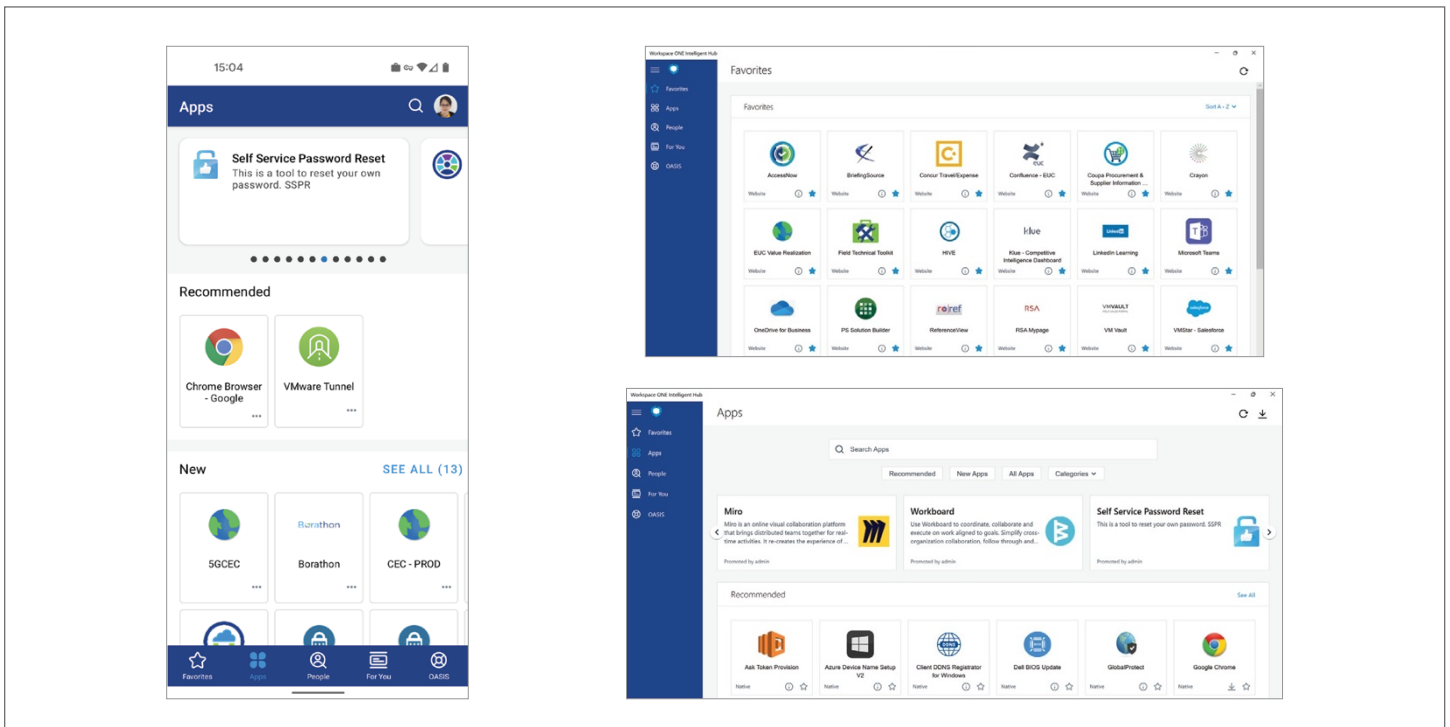 15:04
Apps
Self Service Password Reset
This is a tool to reset your own
password. SSPR
Recommended
Chrome Browser
- Google
VMware Tunnel
New
SEE ALL (13)
Burathon
5GCEC
Borathon
CEC - PROD
Favorites
Apps
People
For You
OASIS
Workspace ONE Intelligent Hub
Favorites
Favorites
Apps
People
For You
OASIS
Favorites
Sort A - Z
AccessNow
Website
BriefingSource
Website
Concur Travel/Expense
Website
euc
Confluence - EUC
Website
Coupa Procurement &
Supplier Information ...
Website
Crayon
Website
EUC Value Realization
Website
Field Technical Toolkit
Website
HIVE
Website
klue
Klue - Competitive
Intelligence Dashboard
Website
LinkedIn
LinkedIn Learning
Website
Microsoft Teams
Website
OneDrive for Business
Website
PS Solution Builder
Website
ro|ref
ReferenceView
Website
RSA
RSA Mypage
Website
VMVAULT
VM Vault
Website
salesforce
VMStar - Salesforce
Website
Workspace ONE Intelligent Hub
Apps
Favorites
Apps
People
For You
OASIS
Search Apps
Recommended
New Apps
All Apps
Categories
Miro
Miro is an online visual collaboration platform
that brings distributed teams together for real-
time activities. It re-creates the experience of ...
Promoted by admin
Workboard
Use Workboard to coordinate, collaborate and
execute on work aligned to goals. Simplify cross-
organization collaboration, follow through and...
Promoted by admin
Self Service Password Reset
This is a tool to reset your own password. SSPR
Promoted by admin
Recommended
See All
Ask Token Provision
Native
Azure Device Name Setup
V2
Native
DDNS
Client DDNS Registrator
for Windows
Native
Dell BIOS Update
Native
GlobalProtect
Native
Google Chrome
Native